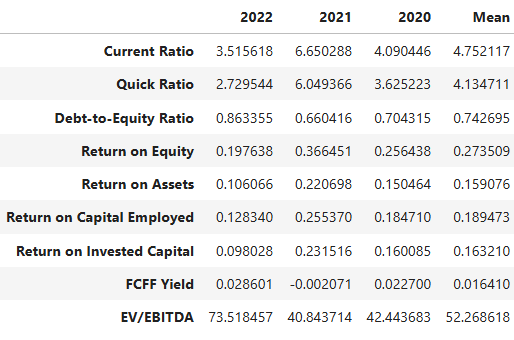 2022 2021 2020 Mean
Current Ratio 3.515618 6.650288 4.090446 4.752117
Quick Ratio 2.729544 6.049366 3.625223 4.134711
Debt-to-Equity Ratio 0.863355 0.660416 0.704315 0.742695
Return on Equity 0.197638 0.366451 0.256438 0.273509
Return on Assets 0.106066 0.220698 0.150464 0.159076
Return on Capital Employed 0.128340 0.255370 0.184710 0.189473
Return on Invested Capital 0.098028 0.231516 0.160085 0.163210
FCFF Yield 0.028601 -0.002071 0.022700 0.016410
EV/EBITDA 73.518457 40.843714 42.443683 52.268618